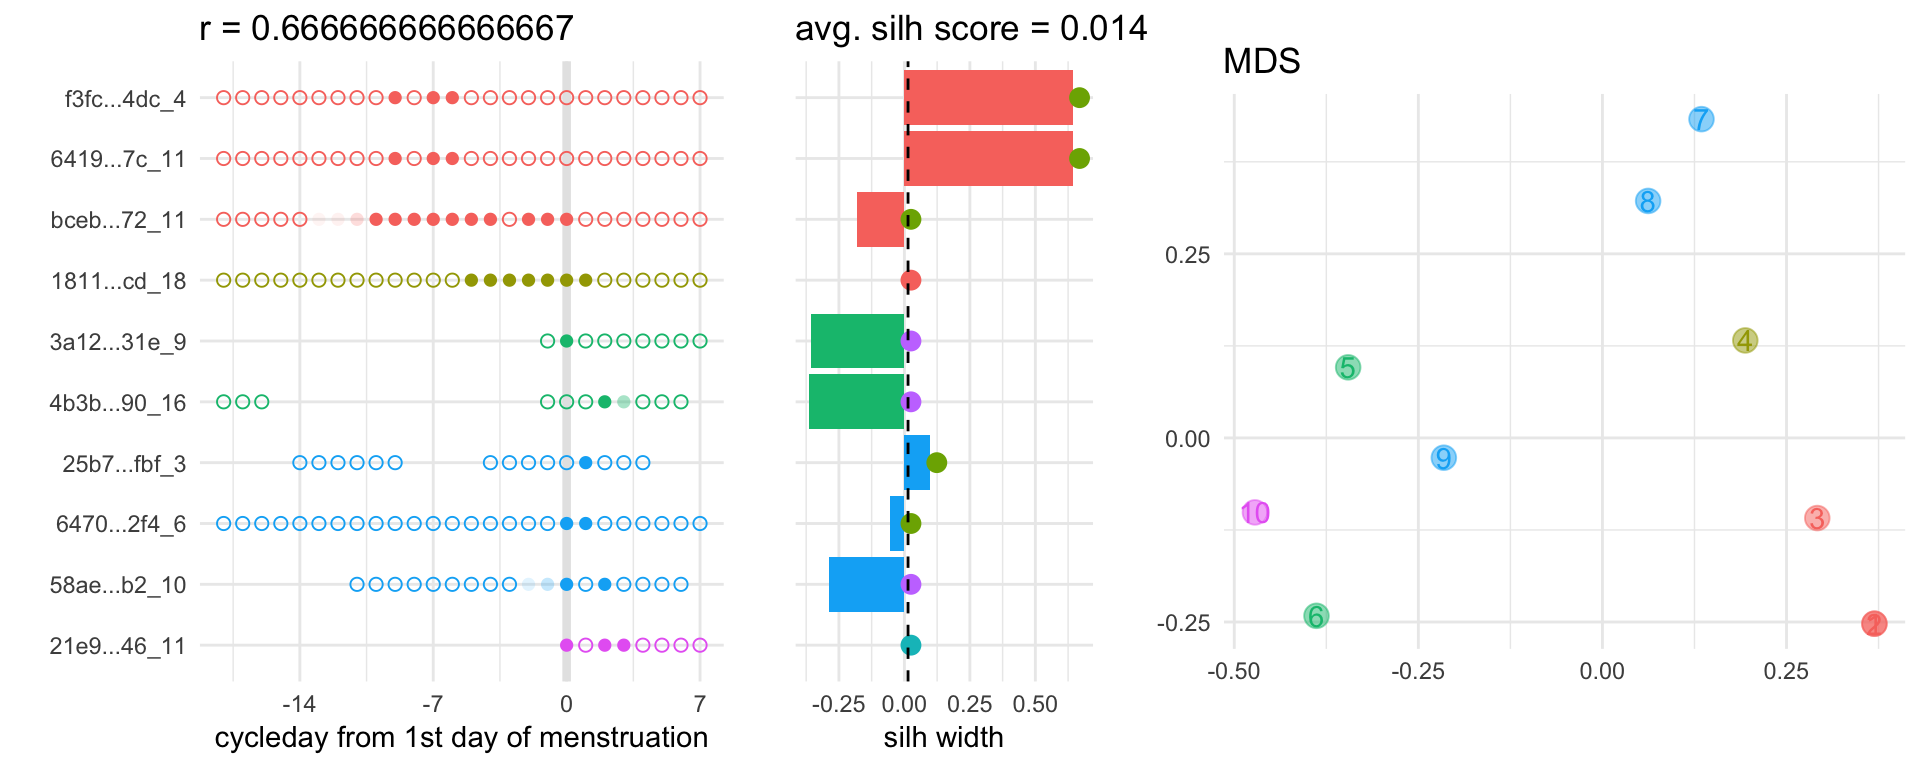 r = 0.666666666666667
f3fc...4dc_4
6419...7c_11
bceb...72_11
1811...cd_18
3a12...31e_9
4b3b...90_16
25b7...fbf_3
6470...2f4_6
58ae...b2_10
21e9...46_11
-14 -7 0 7
cycleday from 1st day of menstruation
avg. silh score = 0.014
-0.25 0.00 0.25 0.50
silh width
MDS
0.25
0.00
-0.25
7
8
4
5
9
10
3
6
-0.50 -0.25 0.00 0.25